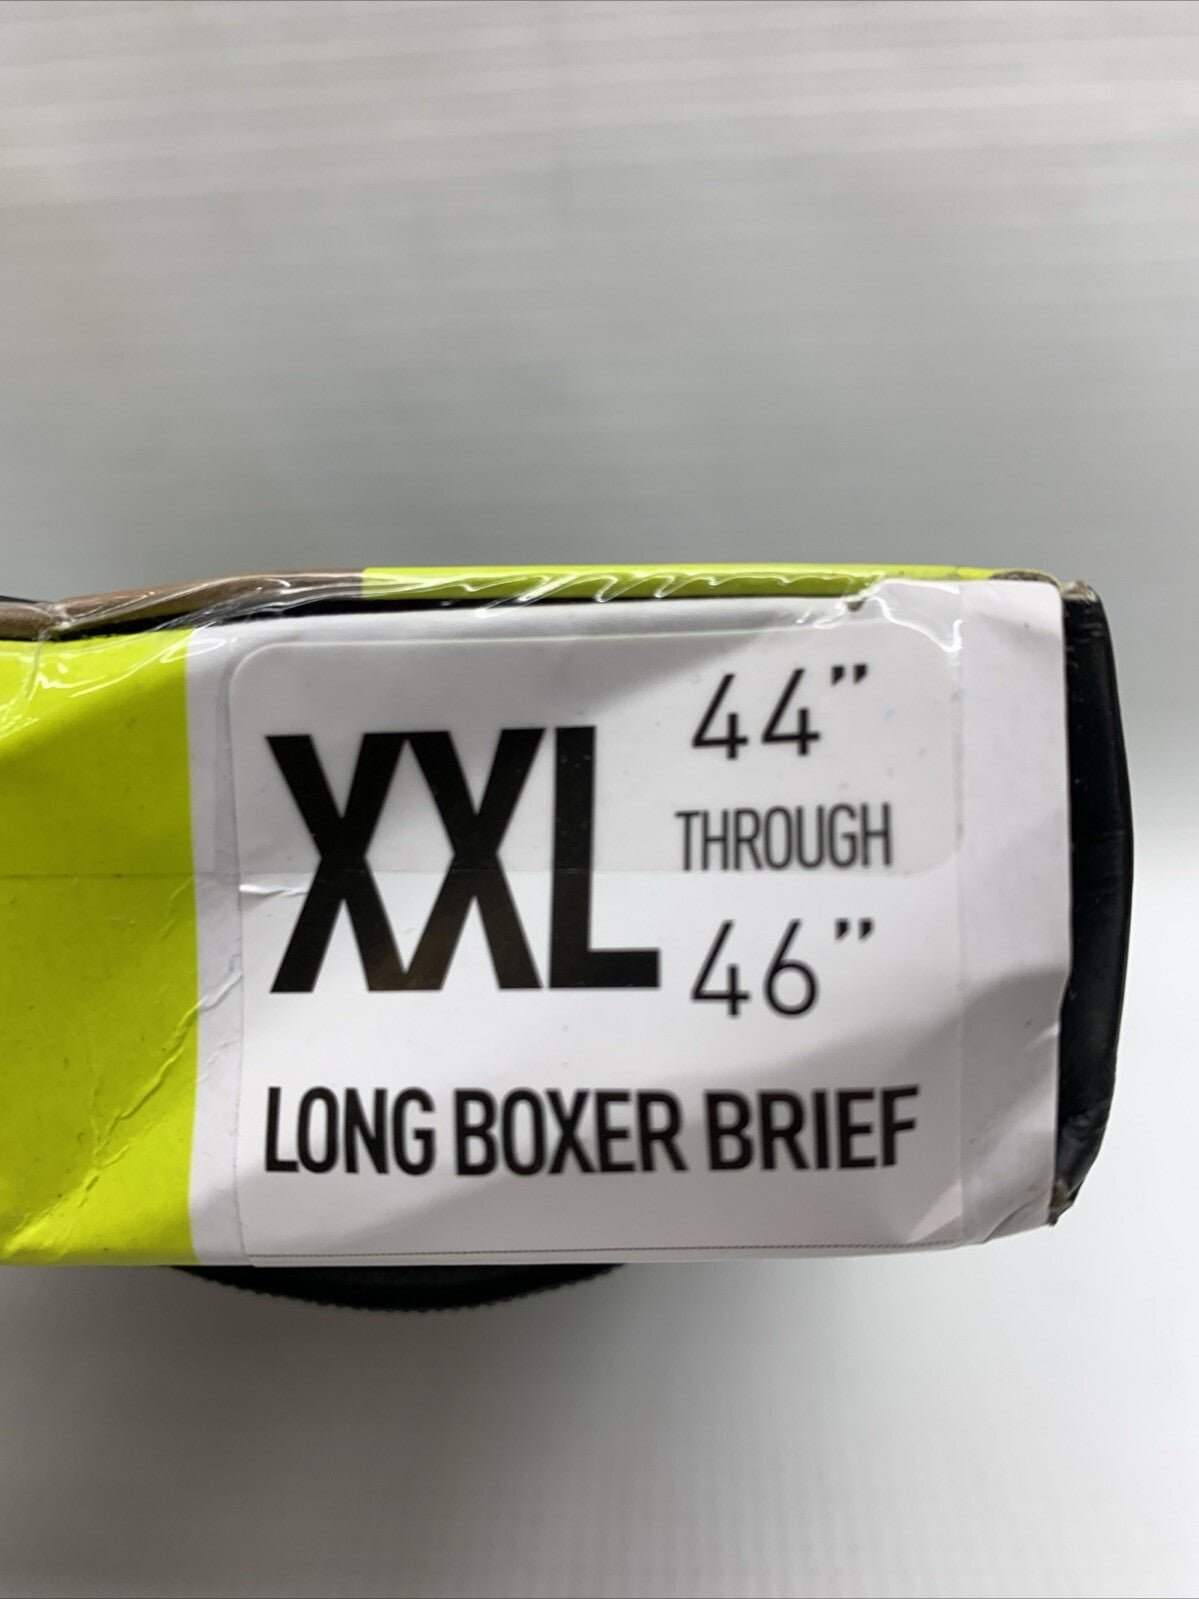 XXL
44”
THROUGH
46”
LONG BOXER BRIEF